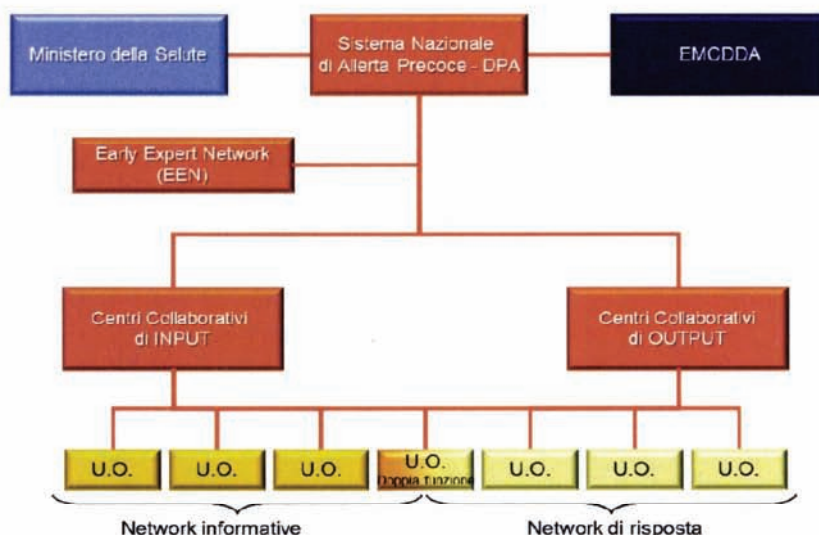 Ministero della Salute
Sistema Nazionale
di Allerta Precoce - DPA
EMCDDA
Early Expert Network
(EEN)
Centri Collaborativi
di INPUT
Centri Collaborativi
di OUTPUT
U.O.
U.O.
U.O.
U.O.
Doppia funzione
U.O.
U.O.
U.O.
Network informative
Network di risposta